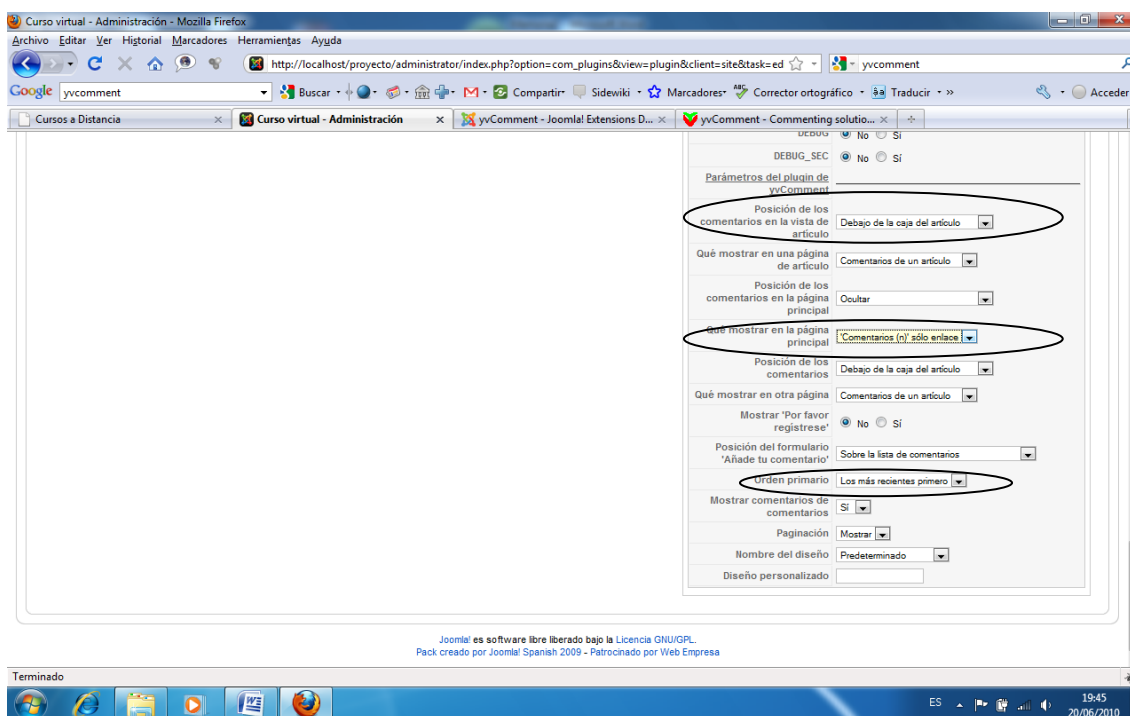 Curso virtual - Administración - Mozilla Firefox
Archivo Editar Ver Historial Marcadores Herramientas Ayuda
http://localhost/proyecto/administrator/index.php?option=com_plugins&view=plugin&client=site&task=ed yvcomment
Google yvcomment Buscar Compartir Sidewiki Marcadores Corrector ortográfico Traducir » Acceder
Cursos a Distancia Curso virtual - Administración yvComment - Joomla! Extensions D... yvComment - Commenting solutio...
DEBUG No Sí
DEBUG_SEC No Sí
Parámetros del plugin de
yvComment
Posición de los
comentarios en la vista de
artículo
Debajo de la caja del artículo
Qué mostrar en una página
de artículo
Comentarios de un artículo
Posición de los
comentarios en la página
principal
Ocultar
Qué mostrar en la página
principal
'Comentarios (n)' sólo enlace
Posición de los
comentarios
Debajo de la caja del artículo
Qué mostrar en otra página Comentarios de un artículo
Mostrar 'Por favor
regístrese'
No Sí
Posición del formulario
'Añade tu comentario'
Sobre la lista de comentarios
Orden primario Los más recientes primero
Mostrar comentarios de
comentarios
Sí
Paginación Mostrar
Nombre del diseño Predeterminado
Diseño personalizado
Joomla! es software libre liberado bajo la Licencia GNU/GPL.
Pack creado por Joomla! Spanish 2009 - Patrocinado por Web Empresa
Terminado
ES 19:45
20/06/2010